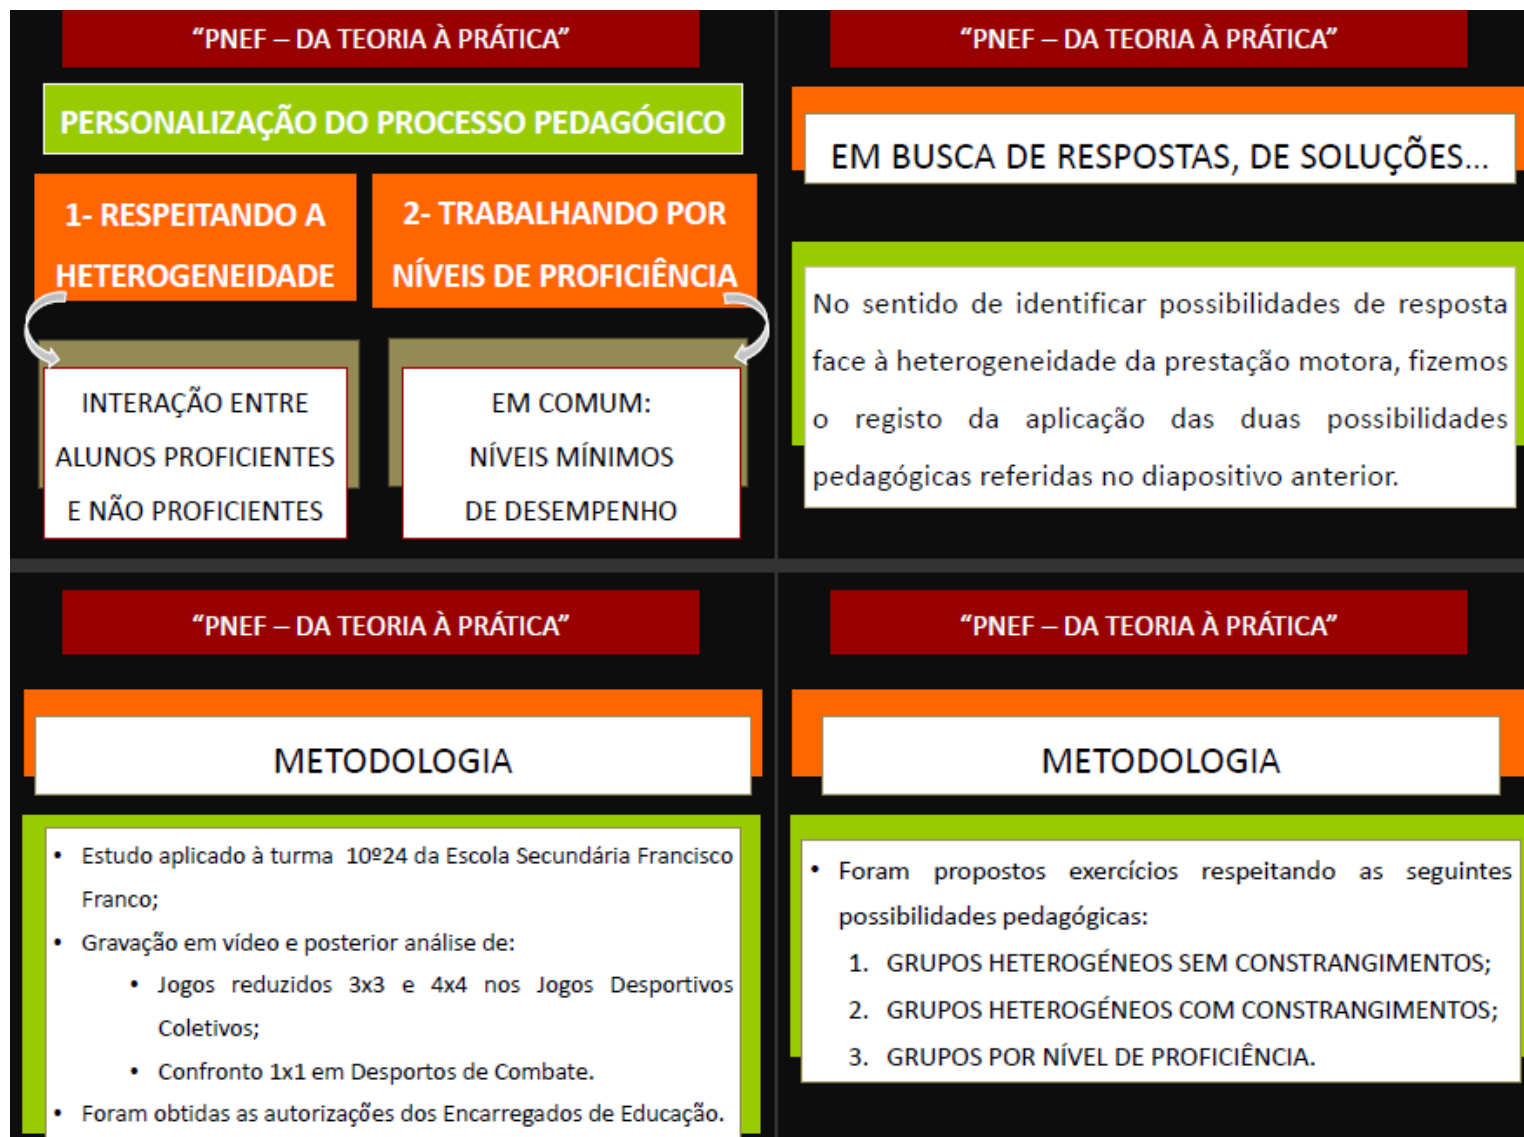 “PNEF – DA TEORIA À PRÁTICA”
PERSONALIZAÇÃO DO PROCESSO PEDAGÓGICO
1- RESPEITANDO A
HETEROGENEIDADE
2- TRABALHANDO POR
NÍVEIS DE PROFICIÊNCIA
INTERAÇÃO ENTRE
ALUNOS PROFICIENTES
E NÃO PROFICIENTES
EM COMUM:
NÍVEIS MÍNIMOS
DE DESEMPENHO
“PNEF – DA TEORIA À PRÁTICA”
EM BUSCA DE RESPOSTAS, DE SOLUÇÕES...
No sentido de identificar possibilidades de resposta
face à heterogeneidade da prestação motora, fizemos
o registo da aplicação das duas possibilidades
pedagógicas referidas no diapositivo anterior.
“PNEF – DA TEORIA À PRÁTICA”
METODOLOGIA
• Estudo aplicado à turma 10º24 da Escola Secundária Francisco
Franco;
• Gravação em vídeo e posterior análise de:
• Jogos reduzidos 3x3 e 4x4 nos Jogos Desportivos
Coletivos;
• Confronto 1x1 em Desportos de Combate.
• Foram obtidas as autorizações dos Encarregados de Educação.
“PNEF – DA TEORIA À PRÁTICA”
METODOLOGIA
• Foram propostos exercícios respeitando as seguintes
possibilidades pedagógicas:
1. GRUPOS HETEROGÉNEOS SEM CONSTRANGIMENTOS;
2. GRUPOS HETEROGÉNEOS COM CONSTRANGIMENTOS;
3. GRUPOS POR NÍVEL DE PROFICIÊNCIA.